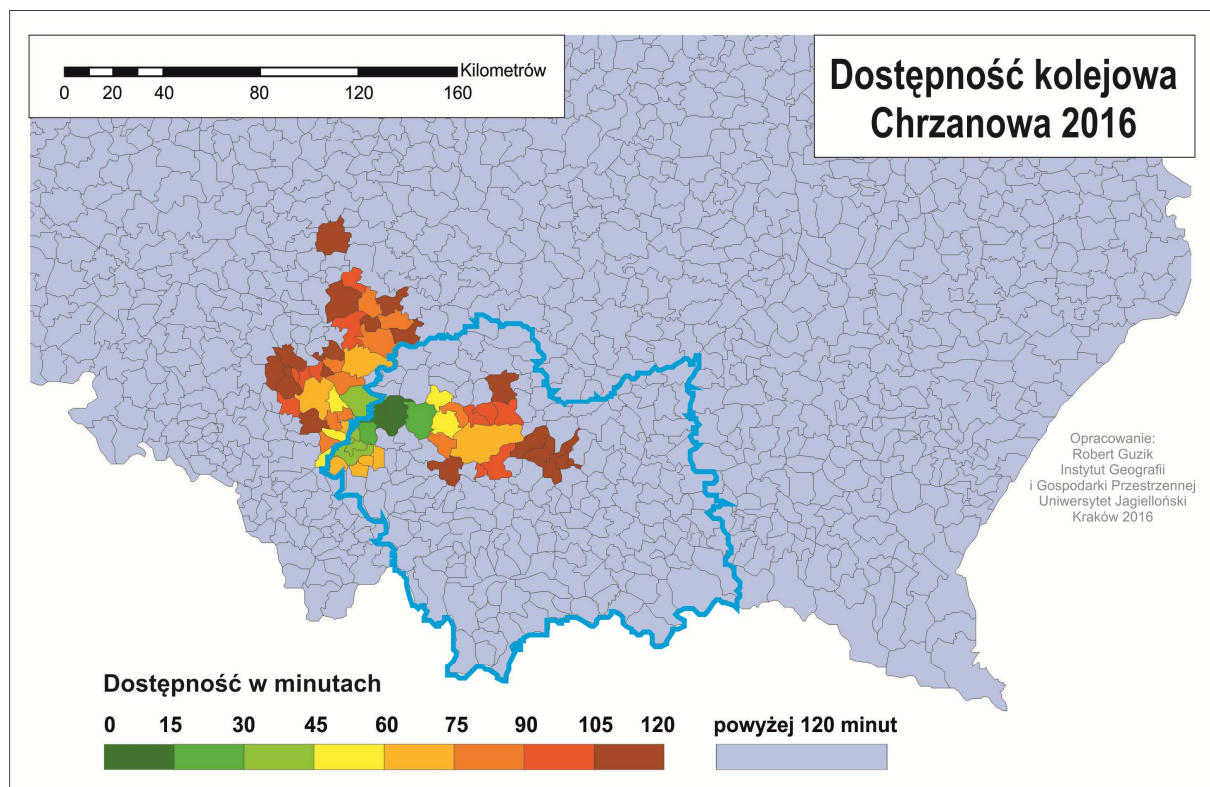 Kilometrów
0 20 40 80 120 160
Dostępność kolejowa
Chrzanowa 2016
Opracowanie:
Robert Guzik
Instytut Geografii
i Gospodarki Przestrzennej
Uniwersytet Jagielloński
Kraków 2016
Dostępność w minutach
0 15 30 45 60 75 90 105 120
powyżej 120 minut